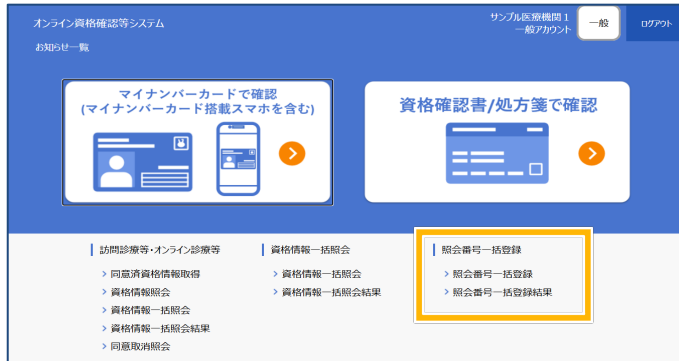 オンライン資格確認等システム
サンプル医療機関1
一般アカウント
一般
ログアウト
お知らせ一覧
マイナンバーカードで確認
(マイナンバーカード搭載スマホを含む)
資格確認書/処方箋で確認
訪問診療等・オンライン診療等
同意済資格情報取得
資格情報照会
資格情報一括照会
資格情報一括照会結果
同意取消照会
資格情報一括照会
資格情報一括照会
資格情報一括照会結果
照会番号一括登録
照会番号一括登録
照会番号一括登録結果